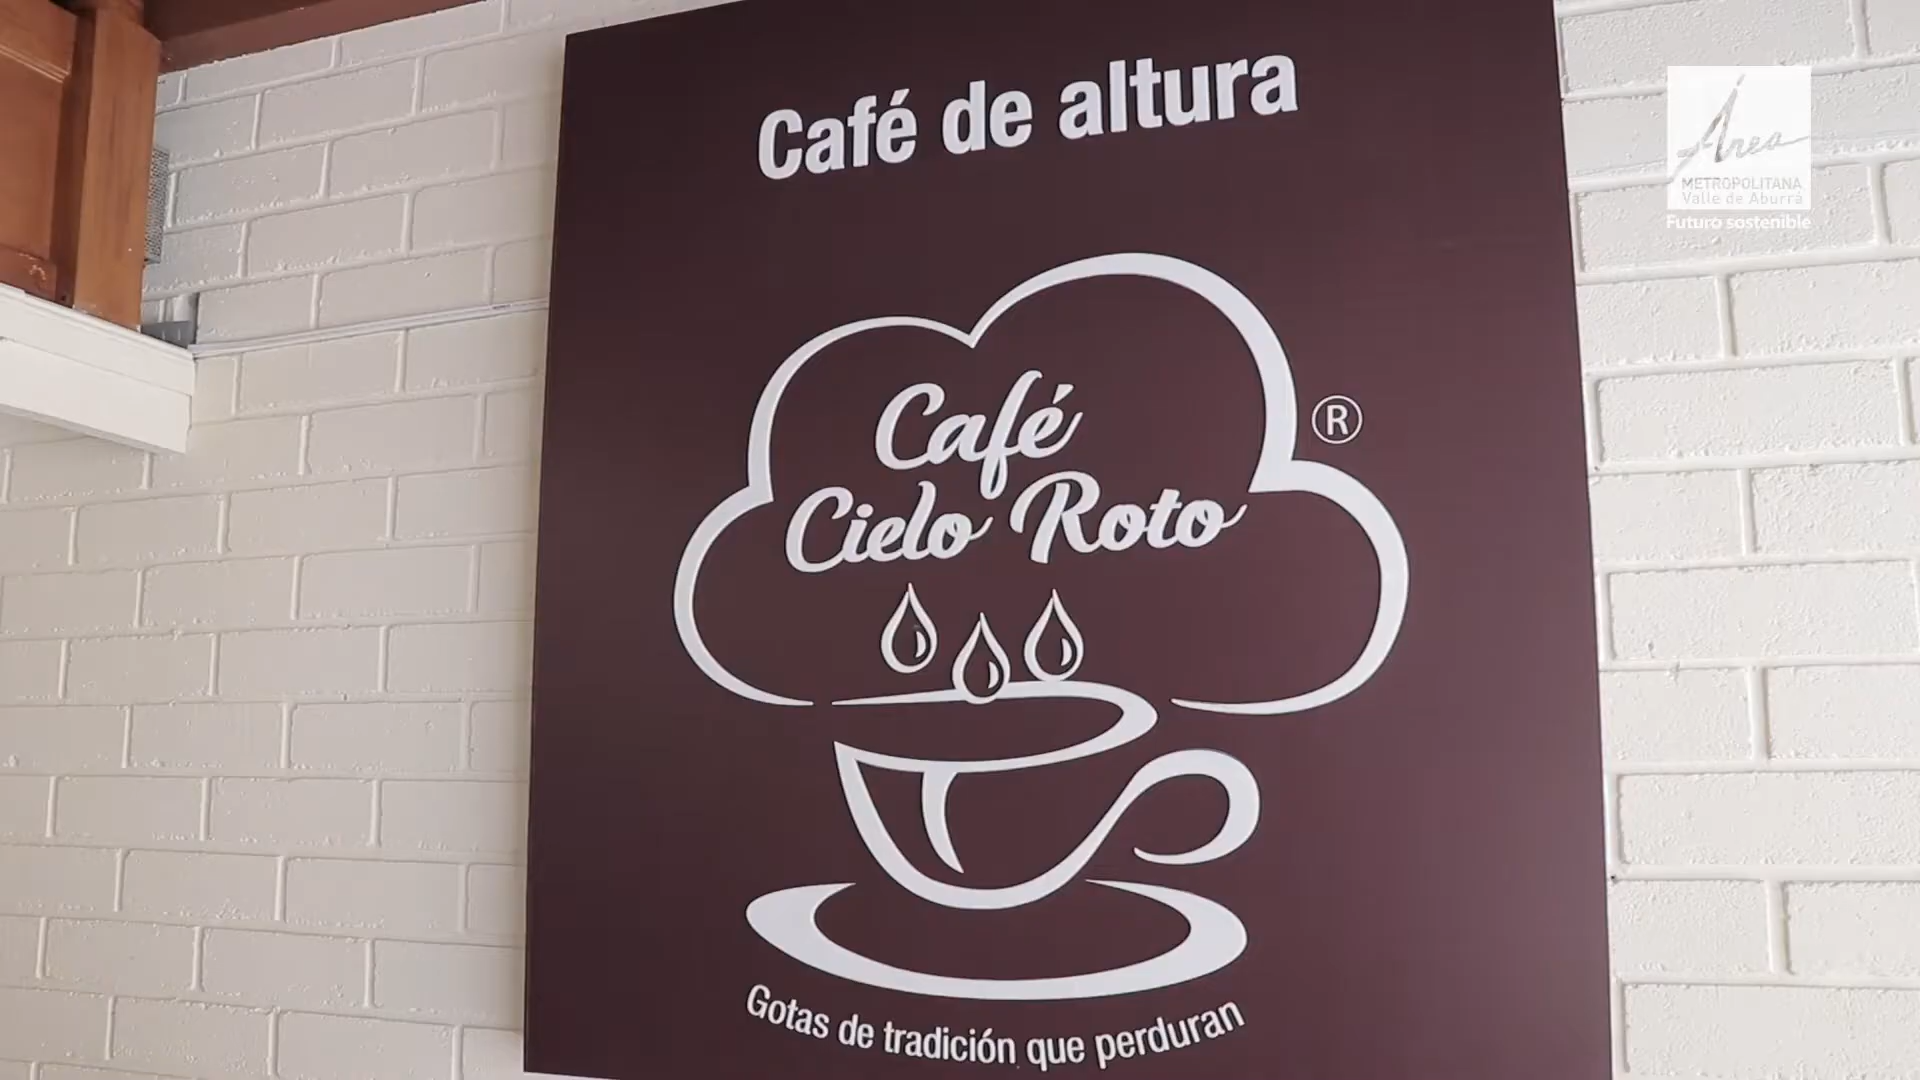 Café de altura
Área
METROPOLITANA
Valle de Aburrá
Futuro sostenible
Café
Cielo Roto
®
Gotas de tradición que perduran